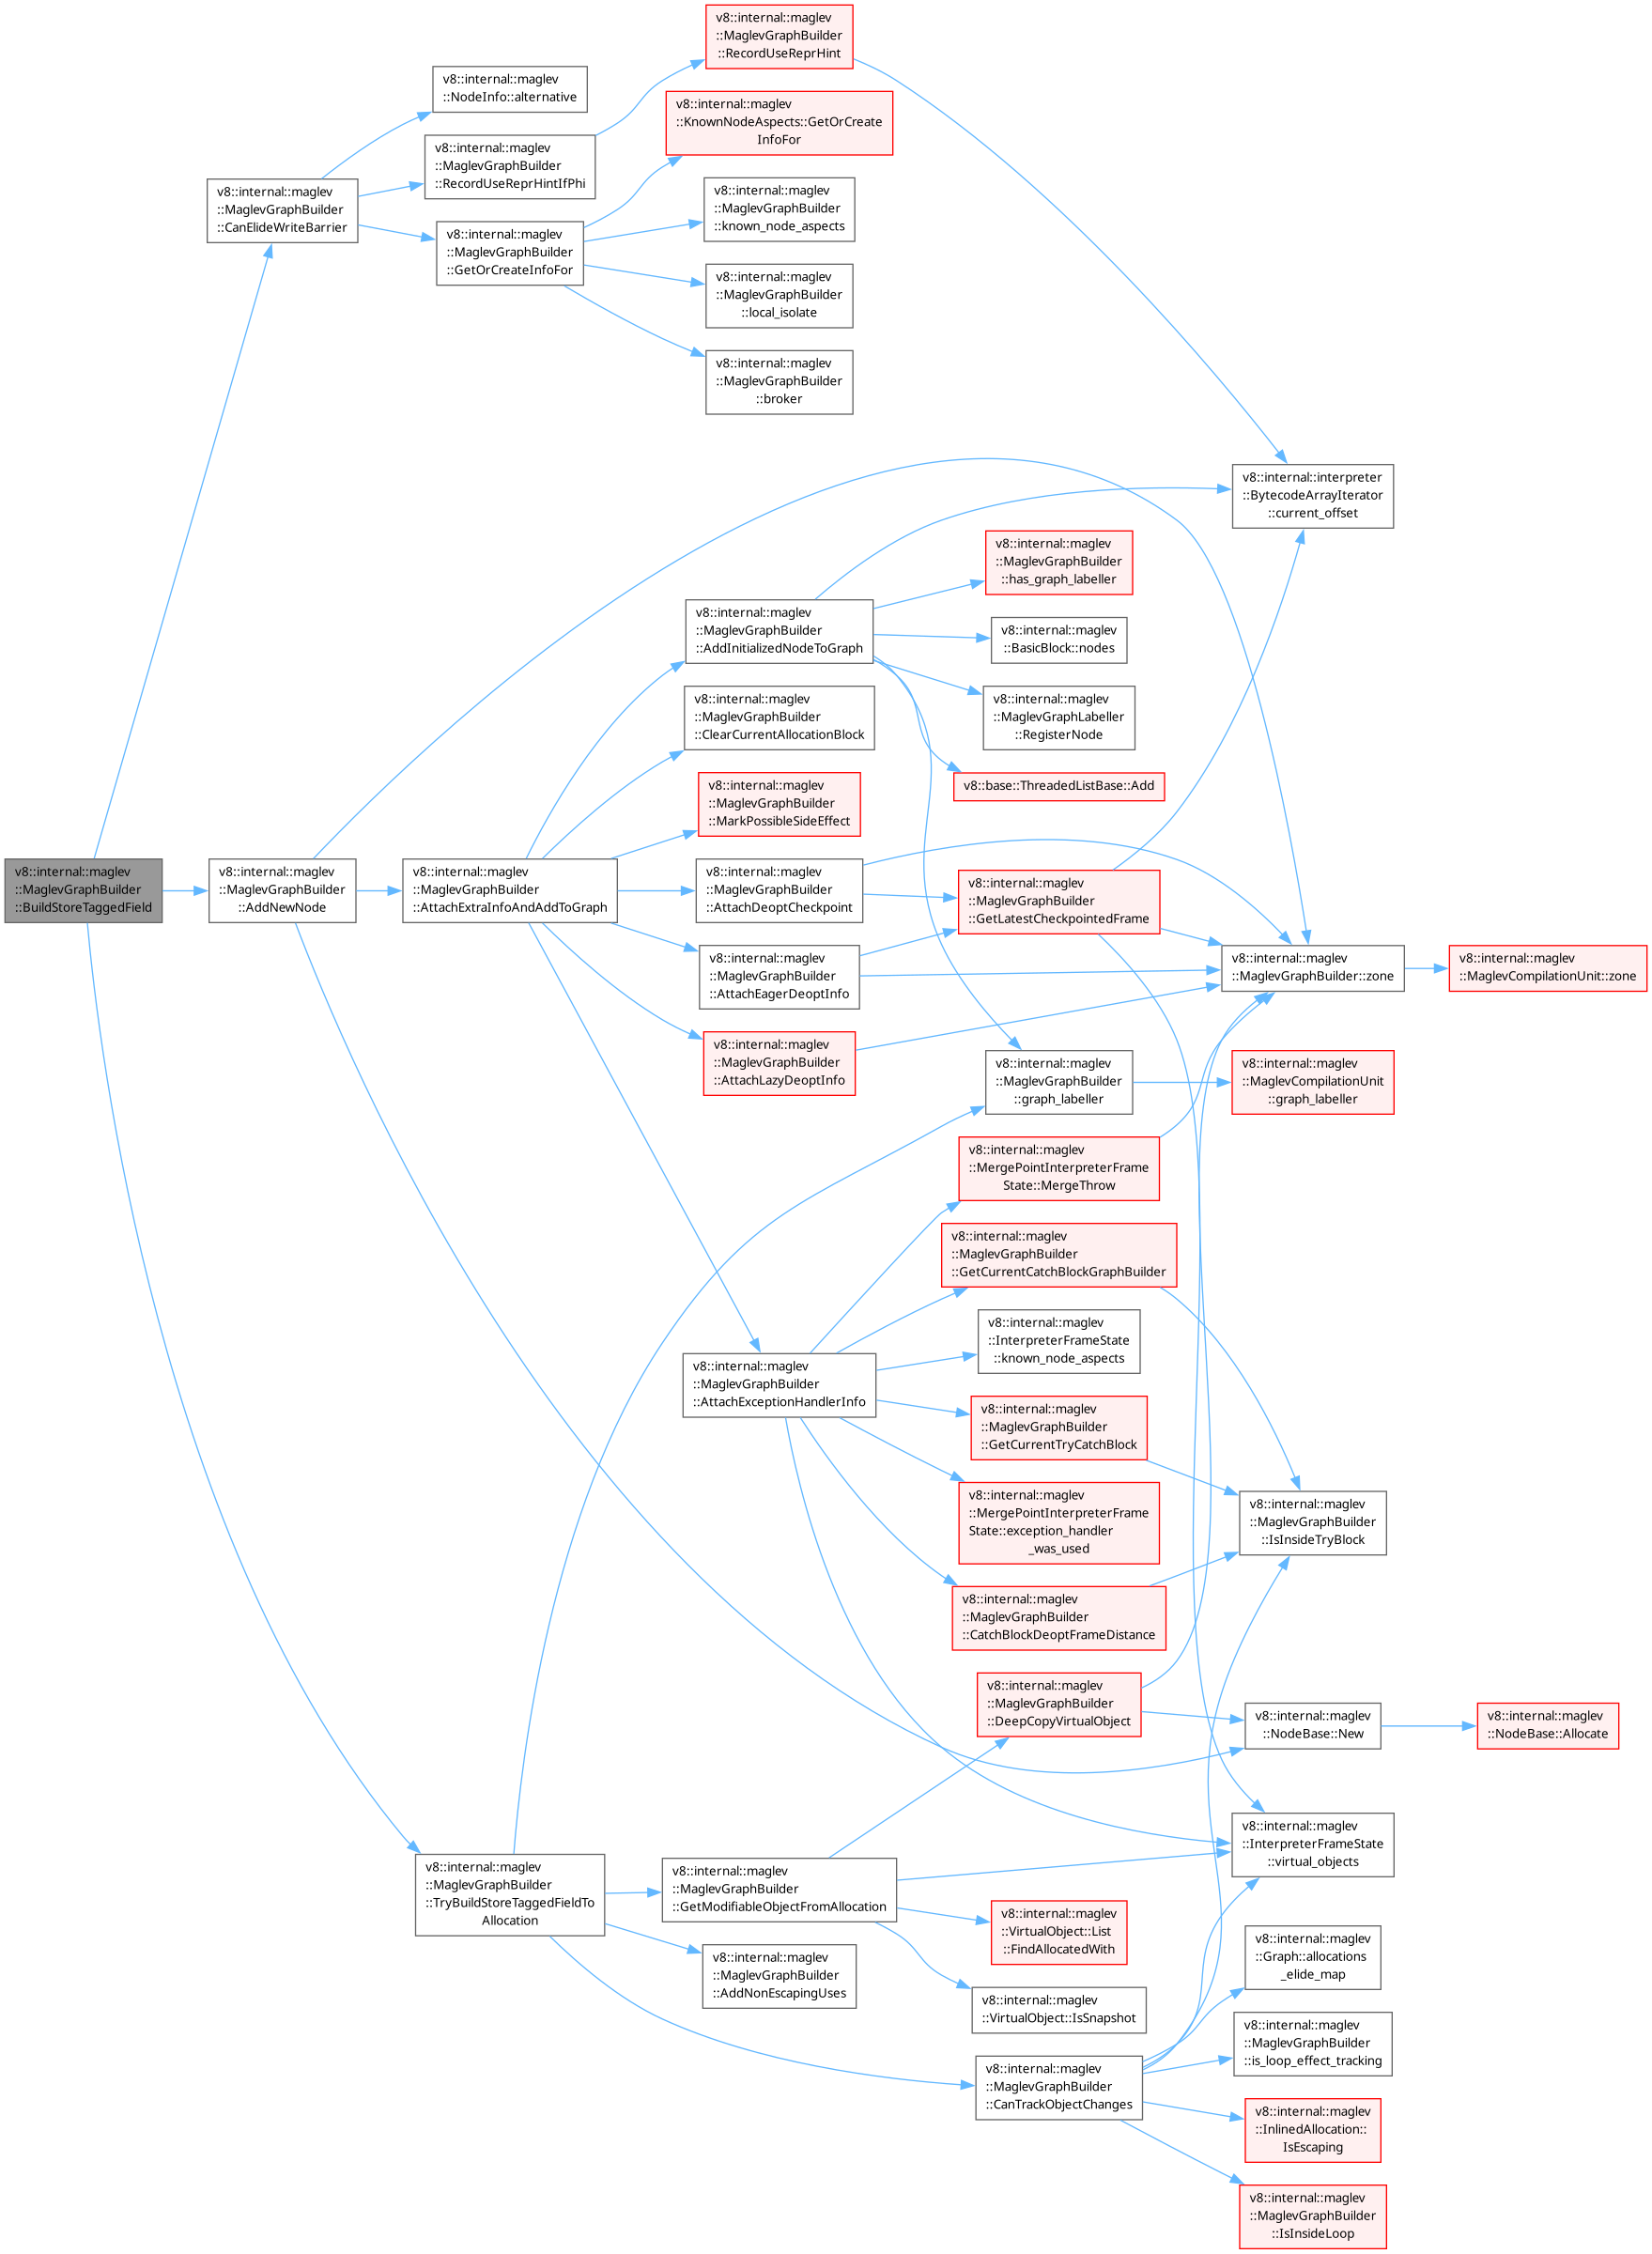 v8::internal::maglev
::MaglevGraphBuilder
::RecordUseReprHint
v8::internal::maglev
::NodeInfo::alternative
v8::internal::maglev
::KnownNodeAspects::GetOrCreate
InfoFor
v8::internal::maglev
::MaglevGraphBuilder
::RecordUseReprHintIfPhi
v8::internal::maglev
::MaglevGraphBuilder
::CanElideWriteBarrier
v8::internal::maglev
::MaglevGraphBuilder
::known_node_aspects
v8::internal::maglev
::MaglevGraphBuilder
::GetOrCreateInfoFor
v8::internal::maglev
::MaglevGraphBuilder
::local_isolate
v8::internal::maglev
::MaglevGraphBuilder
::broker
v8::internal::interpreter
::BytecodeArrayIterator
::current_offset
v8::internal::maglev
::MaglevGraphBuilder
::has_graph_labeller
v8::internal::maglev
::MaglevGraphBuilder
::AddInitializedNodeToGraph
v8::internal::maglev
::BasicBlock::nodes
v8::internal::maglev
::MaglevGraphBuilder
::ClearCurrentAllocationBlock
v8::internal::maglev
::MaglevGraphLabeller
::RegisterNode
v8::base::ThreadedListBase::Add
v8::internal::maglev
::MaglevGraphBuilder
::MarkPossibleSideEffect
v8::internal::maglev
::MaglevGraphBuilder
::BuildStoreTaggedField
v8::internal::maglev
::MaglevGraphBuilder
::AddNewNode
v8::internal::maglev
::MaglevGraphBuilder
::AttachExtraInfoAndAddToGraph
v8::internal::maglev
::MaglevGraphBuilder
::AttachDeoptCheckpoint
v8::internal::maglev
::MaglevGraphBuilder
::GetLatestCheckpointedFrame
v8::internal::maglev
::MaglevGraphBuilder
::AttachEagerDeoptInfo
v8::internal::maglev
::MaglevGraphBuilder::zone
v8::internal::maglev
::MaglevCompilationUnit::zone
v8::internal::maglev
::MaglevGraphBuilder
::AttachLazyDeoptInfo
v8::internal::maglev
::MaglevGraphBuilder
::graph_labeller
v8::internal::maglev
::MaglevCompilationUnit
::graph_labeller
v8::internal::maglev
::MergePointInterpreterFrame
State::MergeThrow
v8::internal::maglev
::MaglevGraphBuilder
::GetCurrentCatchBlockGraphBuilder
v8::internal::maglev
::InterpreterFrameState
::known_node_aspects
v8::internal::maglev
::MaglevGraphBuilder
::AttachExceptionHandlerInfo
v8::internal::maglev
::MaglevGraphBuilder
::GetCurrentTryCatchBlock
v8::internal::maglev
::MergePointInterpreterFrame
State::exception_handler
_was_used
v8::internal::maglev
::MaglevGraphBuilder
::IsInsideTryBlock
v8::internal::maglev
::MaglevGraphBuilder
::CatchBlockDeoptFrameDistance
v8::internal::maglev
::MaglevGraphBuilder
::DeepCopyVirtualObject
v8::internal::maglev
::NodeBase::New
v8::internal::maglev
::NodeBase::Allocate
v8::internal::maglev
::InterpreterFrameState
::virtual_objects
v8::internal::maglev
::MaglevGraphBuilder
::TryBuildStoreTaggedFieldTo
Allocation
v8::internal::maglev
::MaglevGraphBuilder
::GetModifiableObjectFromAllocation
v8::internal::maglev
::VirtualObject::List
::FindAllocatedWith
v8::internal::maglev
::MaglevGraphBuilder
::AddNonEscapingUses
v8::internal::maglev
::VirtualObject::IsSnapshot
v8::internal::maglev
::Graph::allocations
_elide_map
v8::internal::maglev
::MaglevGraphBuilder
::is_loop_effect_tracking
v8::internal::maglev
::MaglevGraphBuilder
::CanTrackObjectChanges
v8::internal::maglev
::InlinedAllocation::
IsEscaping
v8::internal::maglev
::MaglevGraphBuilder
::IsInsideLoop